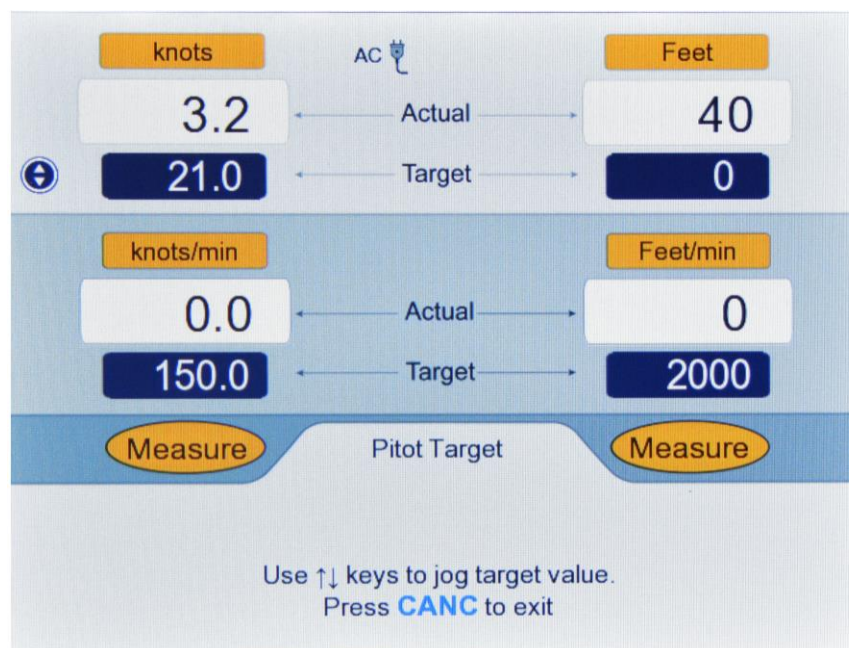 knots AC Feet
3.2 Actual 40
21.0 Target 0
knots/min Feet/min
0.0 Actual 0
150.0 Target 2000
Measure Pitot Target Measure
Use ↑↓ keys to jog target value.
Press CANC to exit